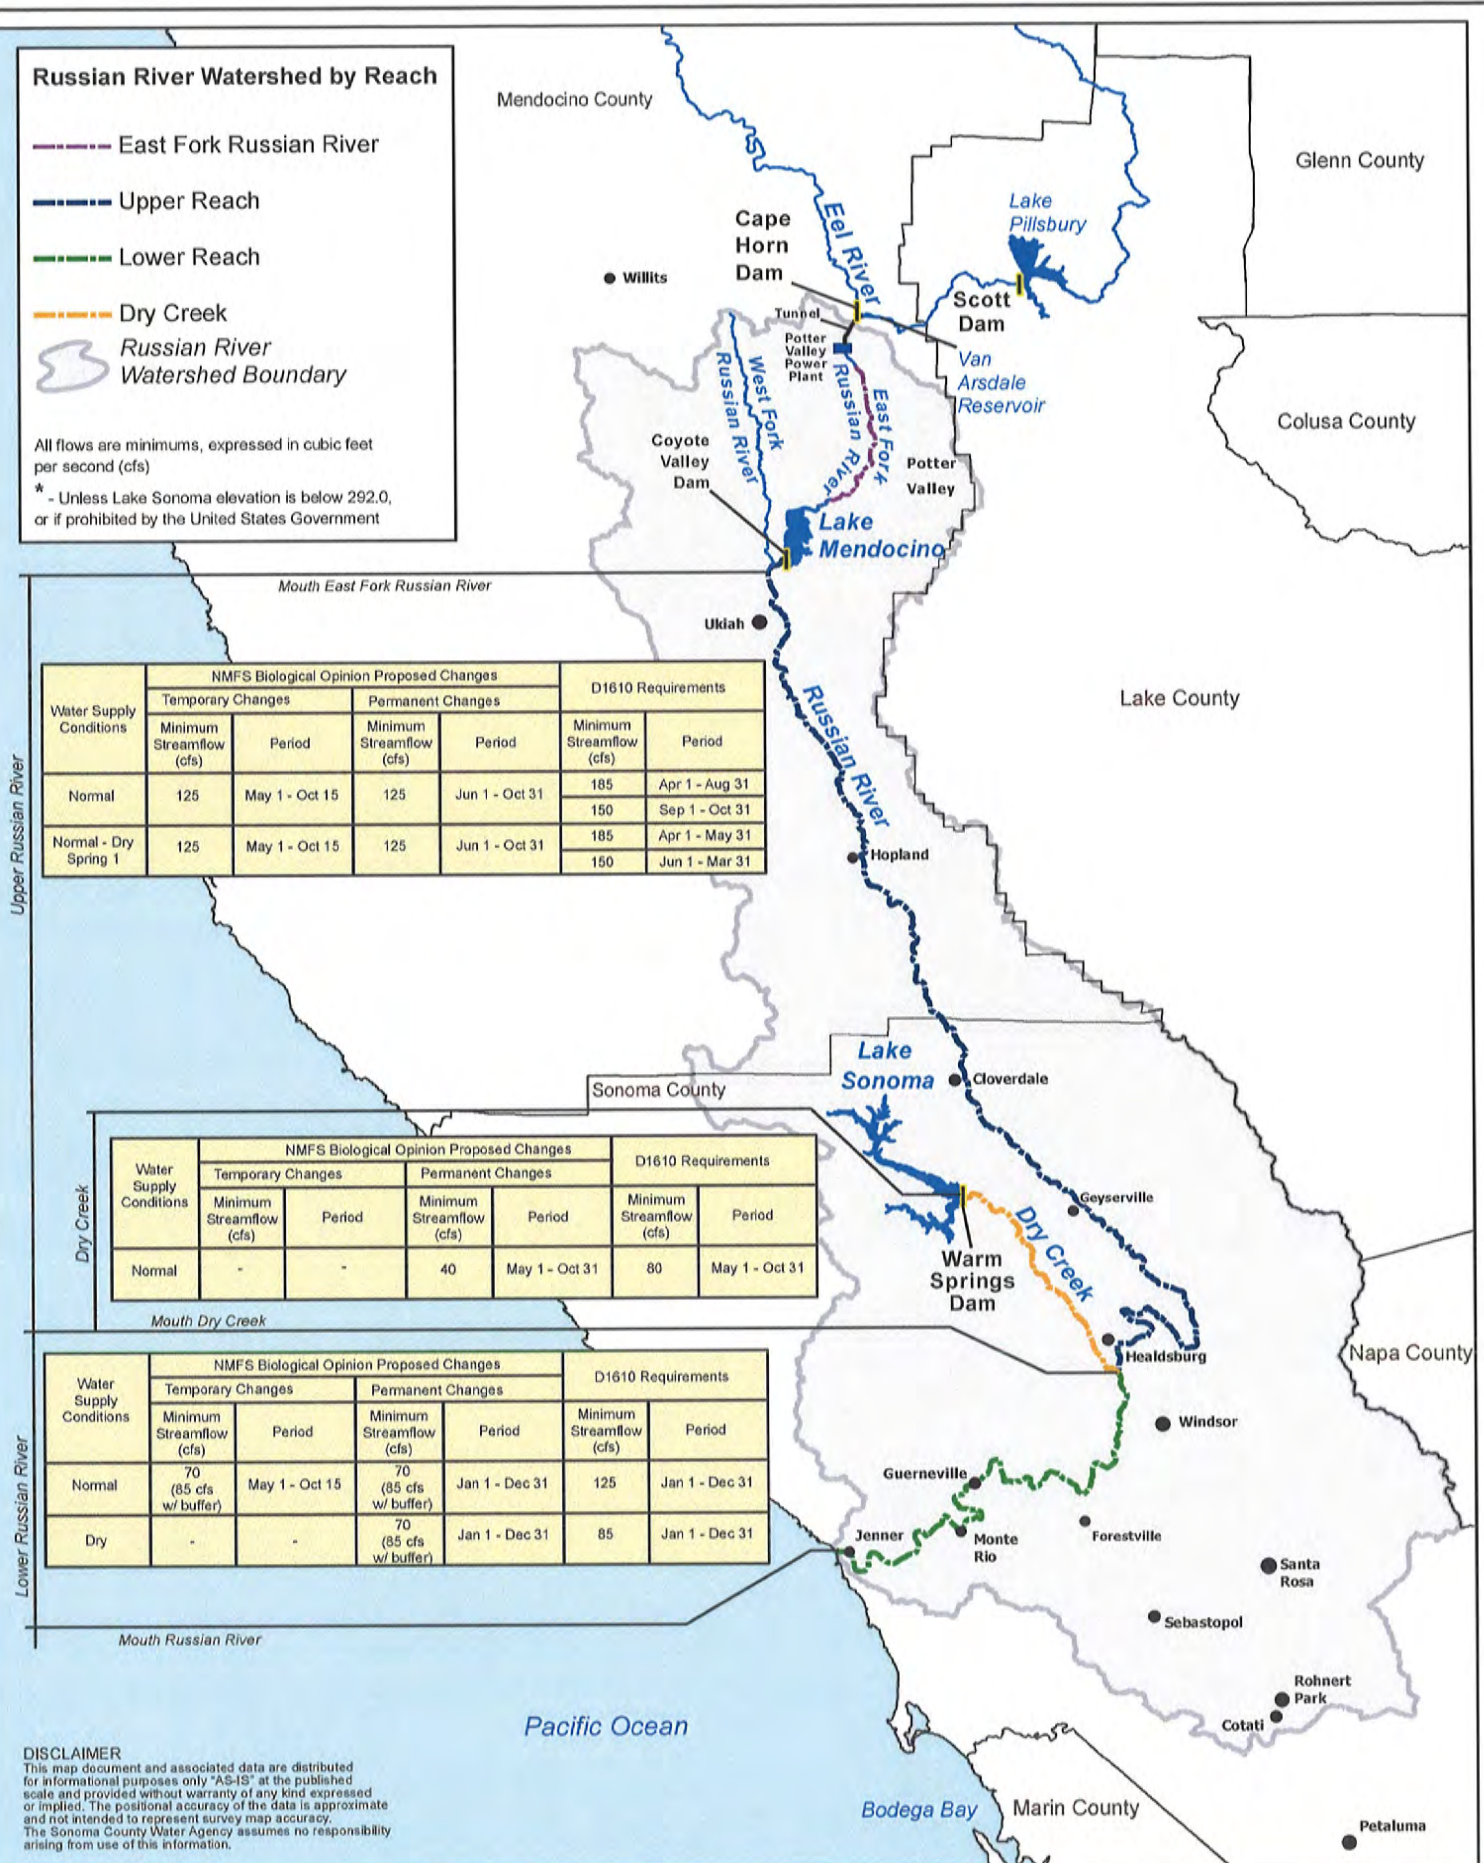 Russian River Watershed by Reach
East Fork Russian River
Upper Reach
Lower Reach
Dry Creek
Russian River
Watershed Boundary
All flows are minimums, expressed in cubic feet
per second (cfs)
* - Unless Lake Sonoma elevation is below 292.0,
or if prohibited by the United States Government
Mendocino County
Glenn County
Lake
Pillsbury
Cape
Horn
Dam
Eel River
Willits
Scott
Dam
Tunnel
Potter
Valley
Power
Plant
Van
Arsdale
Reservoir
West Fork
Russian River
East Fork
Russian River
Colusa County
Coyote
Valley
Dam
Potter
Valley
Lake
Mendocino
Mouth East Fork Russian River
Ukiah
Lake County
Russian River
Hopland
Upper Russian River
Water Supply
Conditions
NMFS Biological Opinion Proposed Changes
D1610 Requirements
Temporary Changes
Permanent Changes
Minimum
Streamflow
(cfs)
Period
Minimum
Streamflow
(cfs)
Period
Minimum
Streamflow
(cfs)
Period
Normal
125
May 1 - Oct 15
125
Jun 1 - Oct 31
185
Apr 1 - Aug 31
150
Sep 1 - Oct 31
Normal - Dry
Spring 1
125
May 1 - Oct 15
125
Jun 1 - Oct 31
185
Apr 1 - May 31
150
Jun 1 - Mar 31
Lake
Sonoma
Cloverdale
Sonoma County
Dry Creek
Water
Supply
Conditions
NMFS Biological Opinion Proposed Changes
D1610 Requirements
Temporary Changes
Permanent Changes
Minimum
Streamflow
(cfs)
Period
Minimum
Streamflow
(cfs)
Period
Minimum
Streamflow
(cfs)
Period
Normal
-
-
40
May 1 - Oct 31
80
May 1 - Oct 31
Geyserville
Dry Creek
Warm
Springs
Dam
Mouth Dry Creek
Healdsburg
Napa County
Windsor
Lower Russian River
Water
Supply
Conditions
NMFS Biological Opinion Proposed Changes
D1610 Requirements
Temporary Changes
Permanent Changes
Minimum
Streamflow
(cfs)
Period
Minimum
Streamflow
(cfs)
Period
Minimum
Streamflow
(cfs)
Period
Normal
70
(85 cfs
w/ buffer)
May 1 - Oct 15
70
(85 cfs
w/ buffer)
Jan 1 - Dec 31
125
Jan 1 - Dec 31
Dry
-
-
70
(85 cfs
w/ buffer)
Jan 1 - Dec 31
85
Jan 1 - Dec 31
Guerneville
Jenner
Monte
Rio
Forestville
Santa
Rosa
Sebastopol
Mouth Russian River
Rohnert
Park
Cotati
Pacific Ocean
Bodega Bay
Marin County
Petaluma
DISCLAIMER
This map document and associated data are distributed
for informational purposes only "AS-IS" at the published
scale and provided without warranty of any kind expressed
or implied. The positional accuracy of the data is approximate
and not intended to represent survey map accuracy.
The Sonoma County Water Agency assumes no responsibility
arising from use of this information.